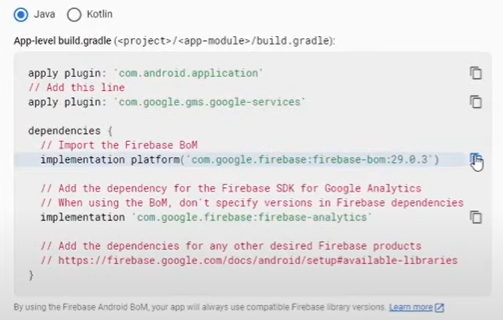 Java Kotlin
App-level build.gradle (<project>/<app-module>/build.gradle):
apply plugin: 'com.android.application'
// Add this line
apply plugin: 'com.google.gms.google-services'
dependencies {
// Import the Firebase BoM
implementation platform('com.google.firebase:firebase-bom:29.0.3')
// Add the dependency for the Firebase SDK for Google Analytics
// When using the BoM, don't specify versions in Firebase dependencies
implementation 'com.google.firebase:firebase-analytics'
// Add the dependencies for any other desired Firebase products
// https://firebase.google.com/docs/android/setup#available-libraries
}
By using the Firebase Android BoM, your app will always use compatible Firebase library versions. Learn more